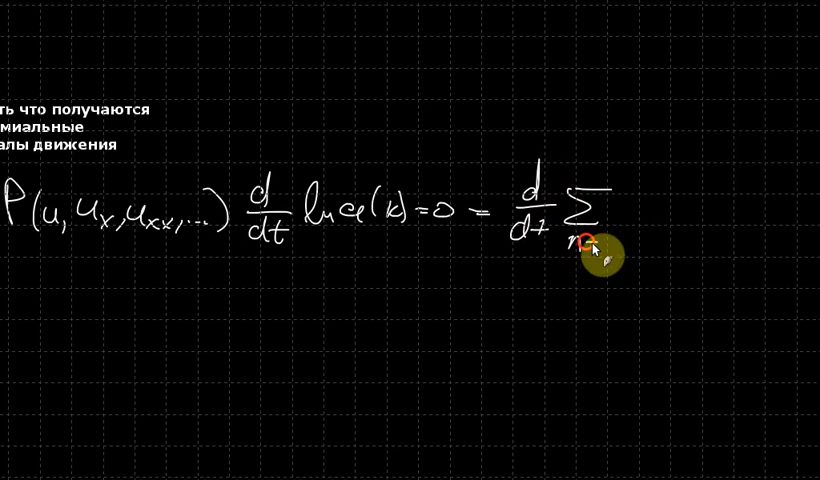 ть что получаются
миальные
алы движения
P(u, u_x, u_xx, ...) d/dt ln a(k) = 0 = d/dt Σ n=